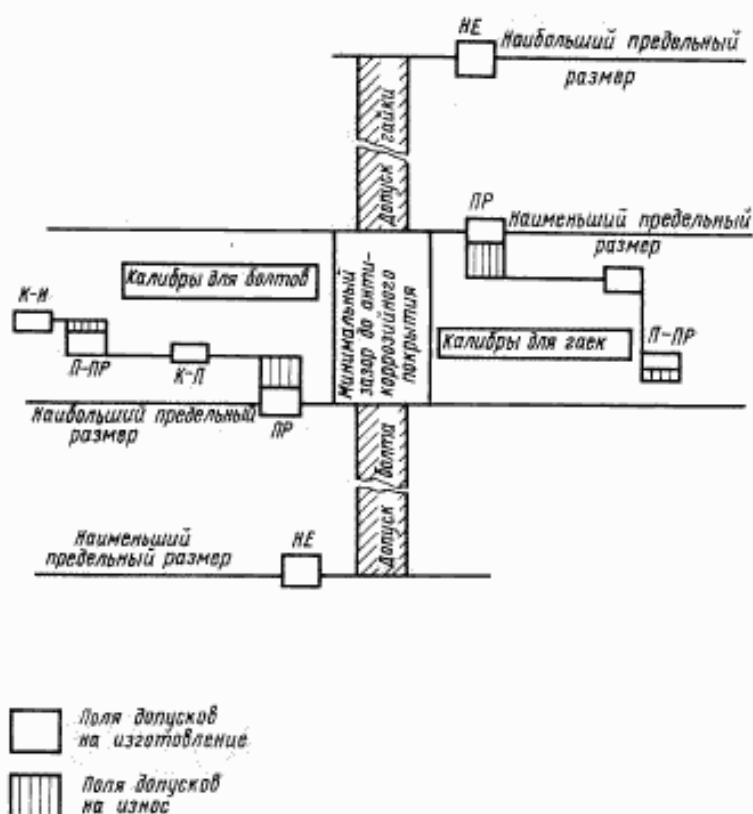 НЕ
Наибольший предельный
размер
Допуск гайки
ПР
Наименьший предельный
размер
Калибры для болтов
Минимальный
зазор до анти-
коррозийного
покрытия
К-И
П-ПР
К-П
Калибры для гаек
П-ПР
Наибольший предельный
размер
ПР
Допуск болта
Наименьший
предельный размер
НЕ
Поля допусков
на изготовление
Поля допусков
на износ